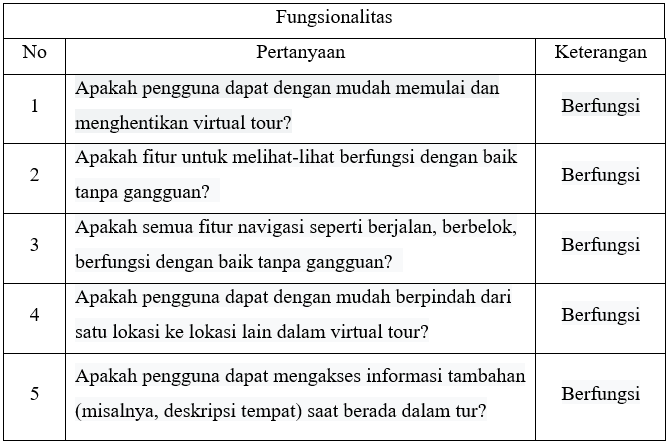 Fungsionalitas
No Pertanyaan Keterangan
1 Apakah pengguna dapat dengan mudah memulai dan
menghentikan virtual tour? Berfungsi
2 Apakah fitur untuk melihat-lihat berfungsi dengan baik
tanpa gangguan? Berfungsi
3 Apakah semua fitur navigasi seperti berjalan, berbelok,
berfungsi dengan baik tanpa gangguan? Berfungsi
4 Apakah pengguna dapat dengan mudah berpindah dari
satu lokasi ke lokasi lain dalam virtual tour? Berfungsi
5 Apakah pengguna dapat mengakses informasi tambahan
(misalnya, deskripsi tempat) saat berada dalam tur? Berfungsi